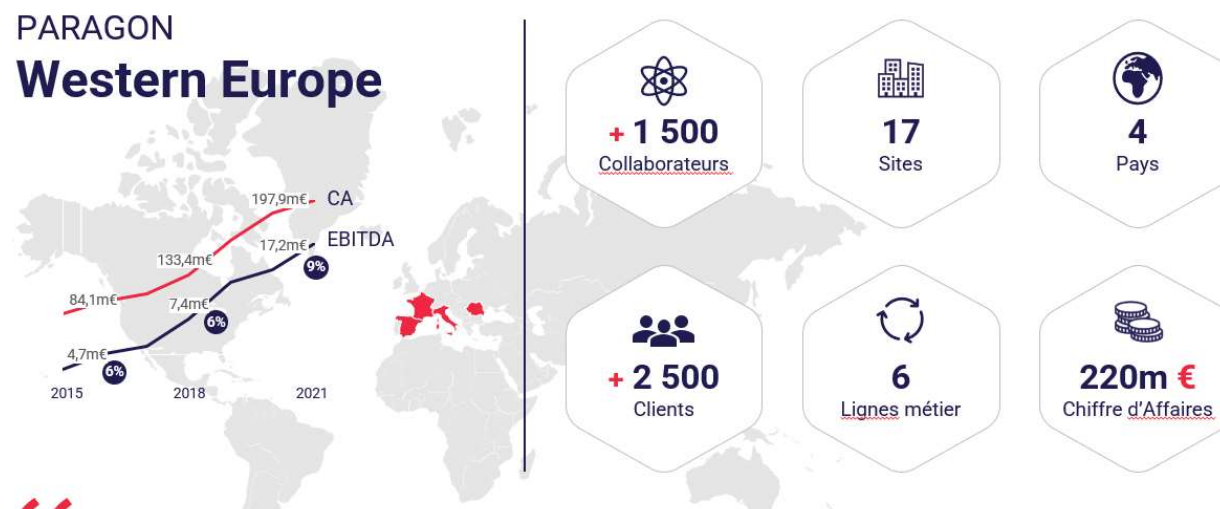 PARAGON
Western Europe
197,9m€ CA
17,2m€ EBITDA
9%
133,4m€
84,1m€
7,4m€
6%
4,7m€
6%
2015 2018 2021
+ 1 500
Collaborateurs
17
Sites
4
Pays
+ 2 500
Clients
6
Lignes métier
220m €
Chiffre d'Affaires